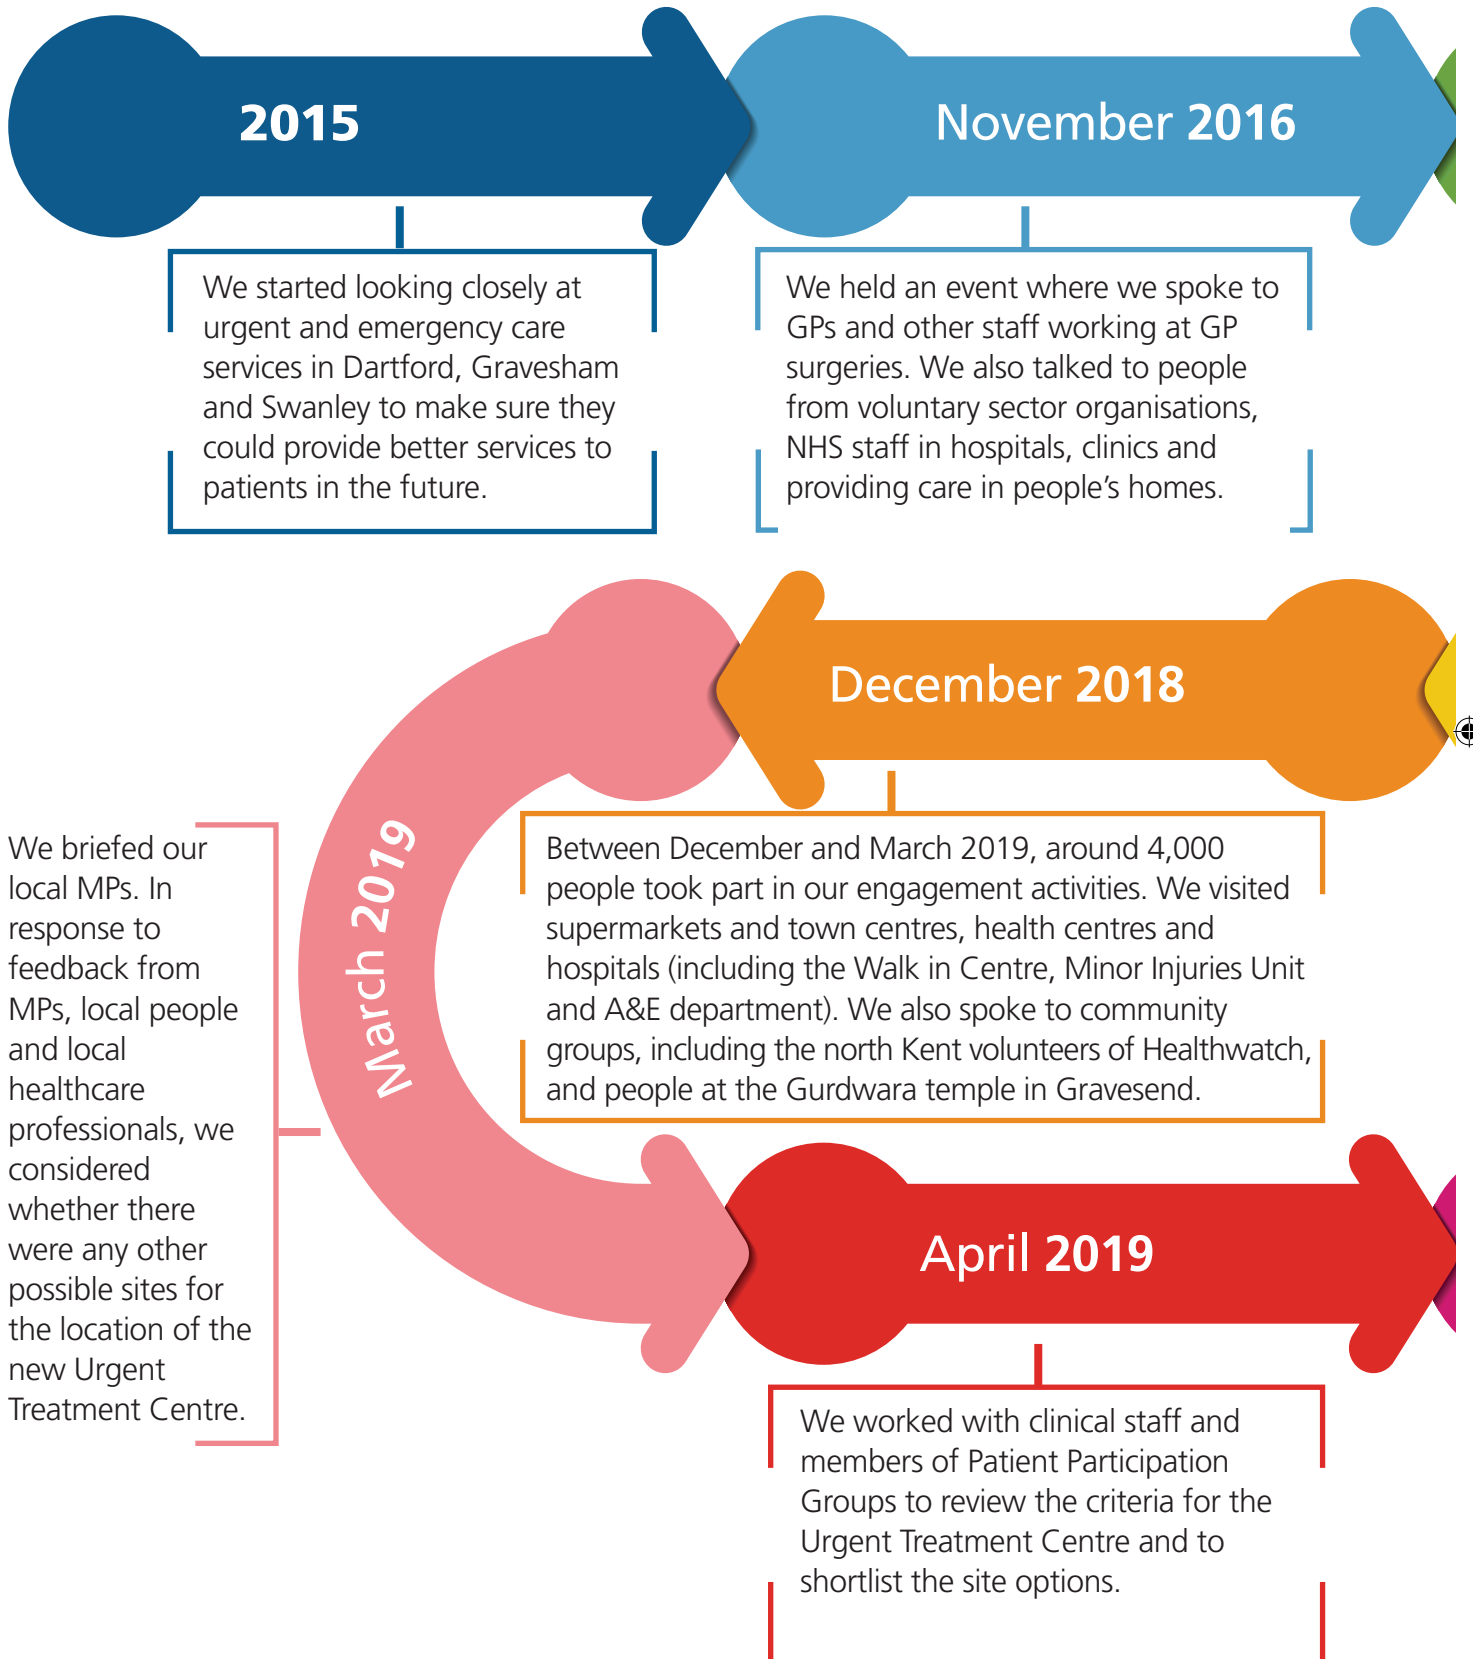 2015
We started looking closely at
urgent and emergency care
services in Dartford, Gravesham
and Swanley to make sure they
could provide better services to
patients in the future.
November 2016
We held an event where we spoke to
GPs and other staff working at GP
surgeries. We also talked to people
from voluntary sector organisations,
NHS staff in hospitals, clinics and
providing care in people’s homes.
December 2018
Between December and March 2019, around 4,000
people took part in our engagement activities. We visited
supermarkets and town centres, health centres and
hospitals (including the Walk in Centre, Minor Injuries Unit
and A&E department). We also spoke to community
groups, including the north Kent volunteers of Healthwatch,
and people at the Gurdwara temple in Gravesend.
March 2019
We briefed our
local MPs. In
response to
feedback from
MPs, local people
and local
healthcare
professionals, we
considered
whether there
were any other
possible sites for
the location of the
new Urgent
Treatment Centre.
April 2019
We worked with clinical staff and
members of Patient Participation
Groups to review the criteria for the
Urgent Treatment Centre and to
shortlist the site options.